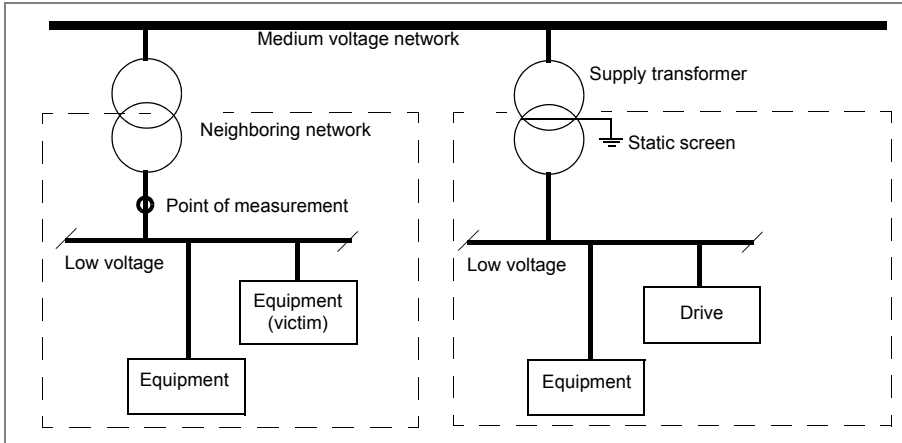 Medium voltage network
Supply transformer
Neighboring network
Static screen
Point of measurement
Low voltage
Low voltage
Equipment
(victim)
Drive
Equipment
Equipment